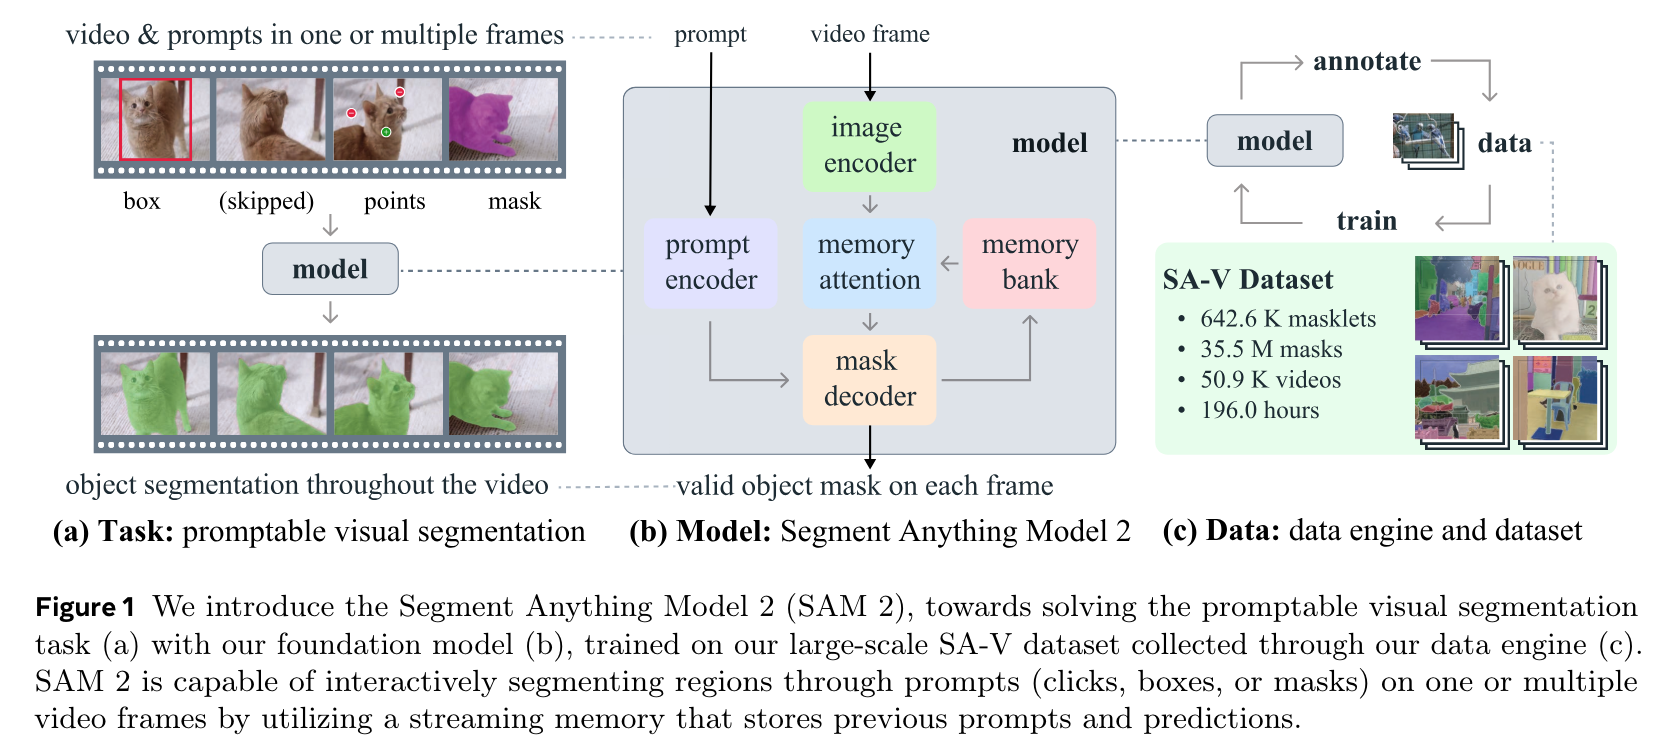 video & prompts in one or multiple frames
box
(skipped)
points
mask
model
object segmentation throughout the video
(a) Task: promptable visual segmentation
prompt
video frame
model
image
encoder
prompt
encoder
memory
attention
memory
bank
mask
decoder
valid object mask on each frame
(b) Model: Segment Anything Model 2
annotate
model
data
train
SA-V Dataset
• 642.6 K masklets
• 35.5 M masks
• 50.9 K videos
• 196.0 hours
VOGUE
2
(c) Data: data engine and dataset
Figure 1 We introduce the Segment Anything Model 2 (SAM 2), towards solving the promptable visual segmentation
task (a) with our foundation model (b), trained on our large-scale SA-V dataset collected through our data engine (c).
SAM 2 is capable of interactively segmenting regions through prompts (clicks, boxes, or masks) on one or multiple
video frames by utilizing a streaming memory that stores previous prompts and predictions.